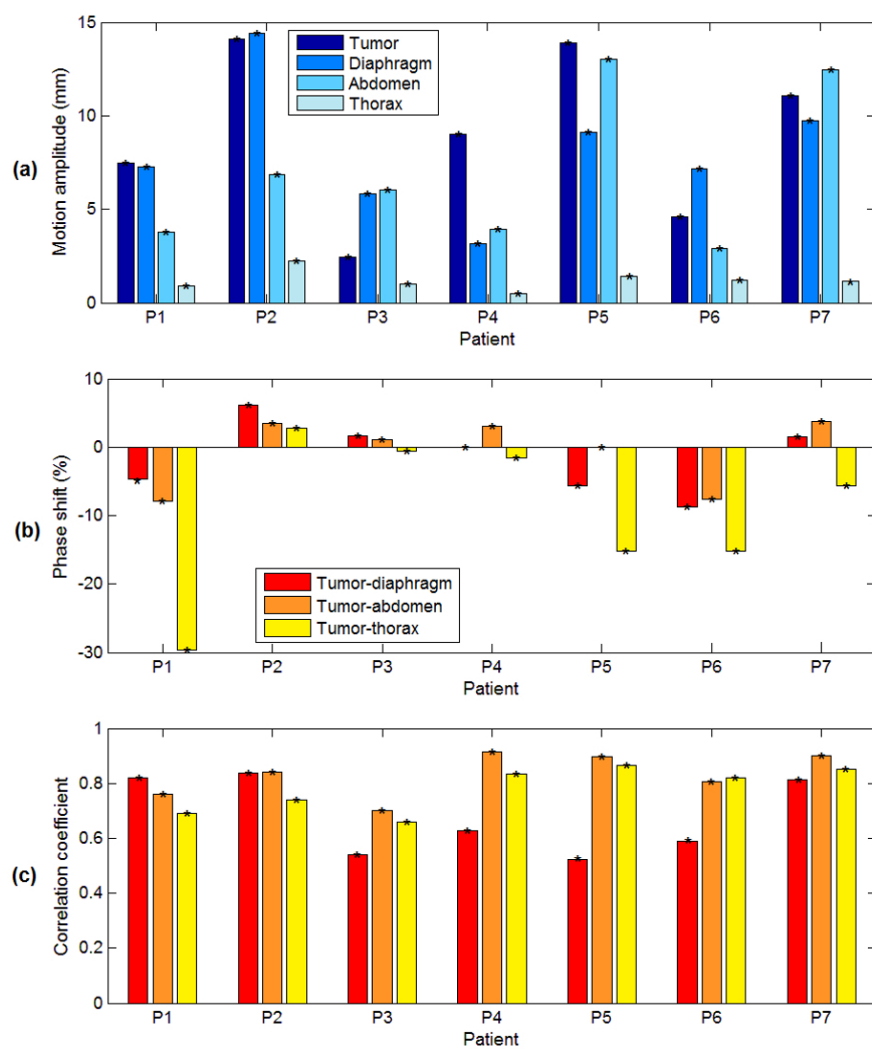 (a)
Motion amplitude (mm)
15
10
5
0
Tumor
Diaphragm
Abdomen
Thorax
P1 P2 P3 P4 P5 P6 P7
Patient
(b)
Phase shift (%)
10
0
-10
-20
-30
Tumor-diaphragm
Tumor-abdomen
Tumor-thorax
P1 P2 P3 P4 P5 P6 P7
Patient
(c)
Correlation coefficient
1
0.8
0.6
0.4
0.2
0
P1 P2 P3 P4 P5 P6 P7
Patient